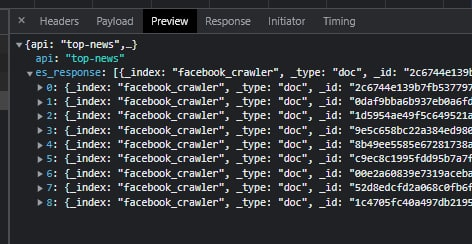 × Headers Payload Preview Response Initiator Timing
▼{api: "top-news",…}
api: "top-news"
▼es_response: [{_index: "facebook_crawler", _type: "doc", _id: "2c6744e139b
▶0: {_index: "facebook_crawler", _type: "doc", _id: "2c6744e139b7fb537797
▶1: {_index: "facebook_crawler", _type: "doc", _id: "0daf9bba6b937eb0a6fd
▶2: {_index: "facebook_crawler", _type: "doc", _id: "1d5954ae49f5c649521a
▶3: {_index: "facebook_crawler", _type: "doc", _id: "9e5c658bc22a384ed980
▶4: {_index: "facebook_crawler", _type: "doc", _id: "8b49ee5585e67281738a
▶5: {_index: "facebook_crawler", _type: "doc", _id: "c9ec8c1995fdd95b7a7f
▶6: {_index: "facebook_crawler", _type: "doc", _id: "00e2a60839e7319aceba
▶7: {_index: "facebook_crawler", _type: "doc", _id: "52d8edcfd2a068c0fb6f
▶8: {_index: "facebook_crawler", _type: "doc", _id: "1c4705fc40a497db2195